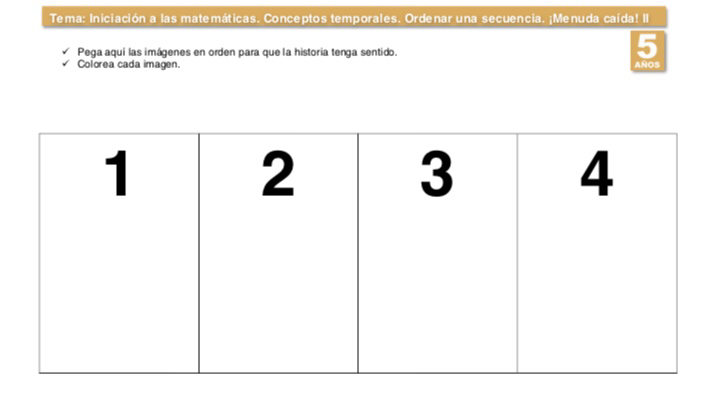 Tema: Iniciación a las matemáticas. Conceptos temporales. Ordenar una secuencia. ¡Menuda caída! II
5
AÑOS
✓ Pega aquí las imágenes en orden para que la historia tenga sentido.
✓ Colorea cada imagen.
1 2 3 4